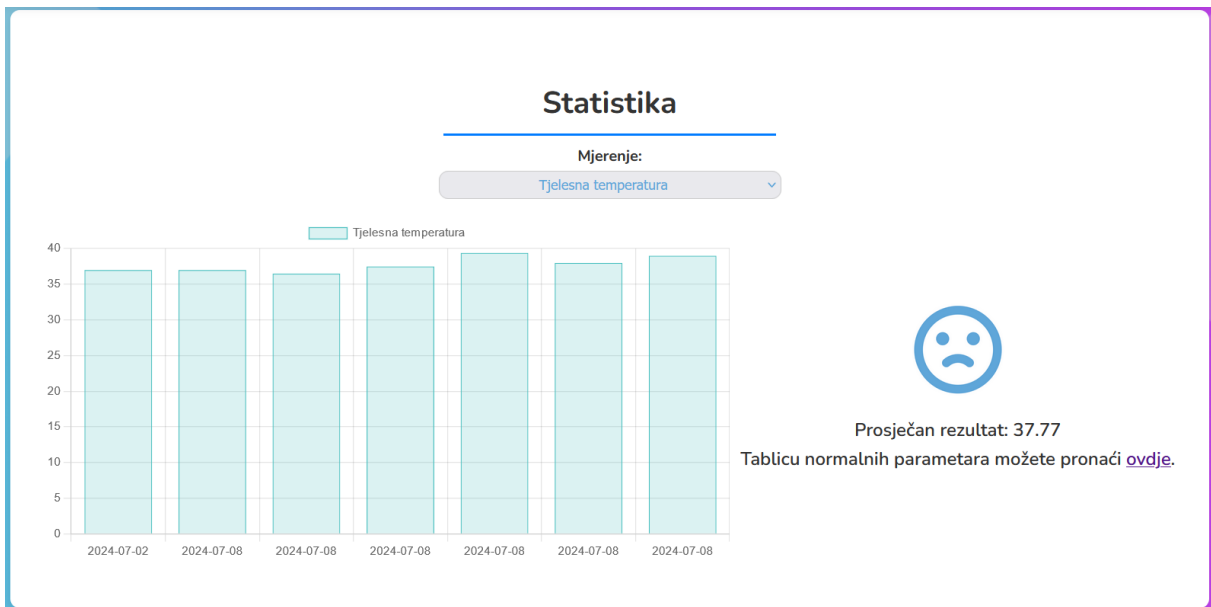 Statistika
Mjerenje:
Tjelesna temperatura
Tjelesna temperatura
40
35
30
25
20
15
10
5
0
2024-07-02 2024-07-08 2024-07-08 2024-07-08 2024-07-08 2024-07-08 2024-07-08
Prosječan rezultat: 37.77
Tablicu normalnih parametara možete pronaći ovdje.